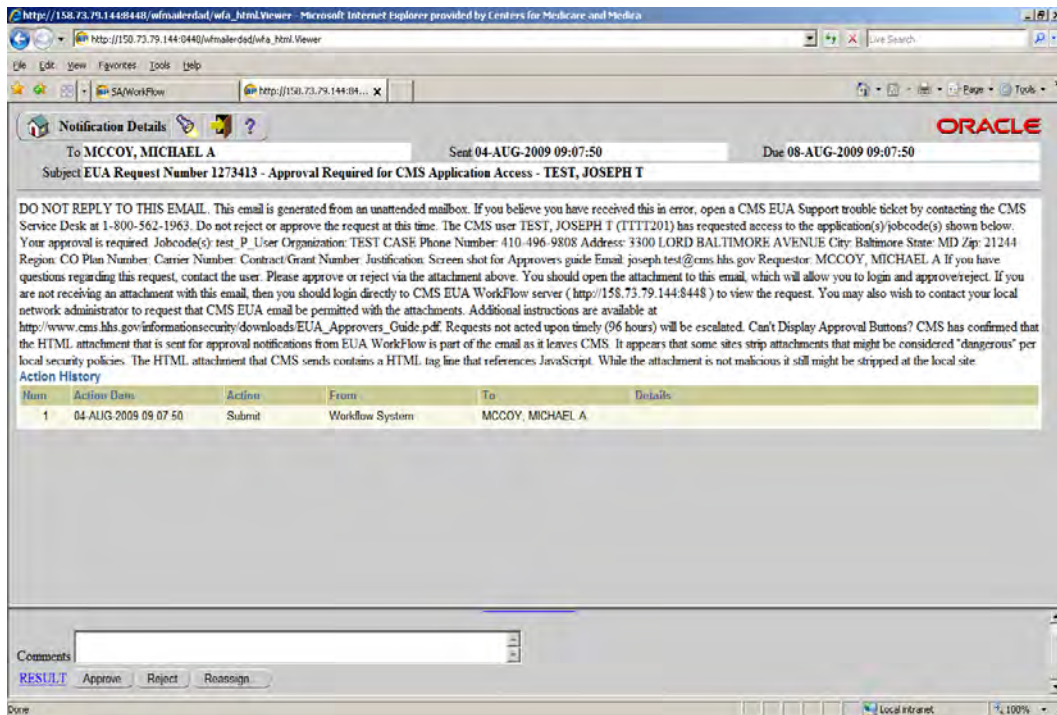 http://158.73.79.144:8448/wfmailerdad/wfa_html.Viewer - Microsoft Internet Explorer provided by Centers for Medicare and Medica
http://158.73.79.144:8448/wfmailerdad/wfa_html.Viewer
Live Search
File Edit View Favorites Tools Help
SA/WorkFlow
http://158.73.79.144:84...
Page Tools
Notification Details ?
ORACLE
To MCCOY, MICHAEL A Sent 04-AUG-2009 09:07:50 Due 08-AUG-2009 09:07:50
Subject EUA Request Number 1273413 - Approval Required for CMS Application Access - TEST, JOSEPH T
DO NOT REPLY TO THIS EMAIL. This email is generated from an unattended mailbox. If you believe you have received this in error, open a CMS EUA Support trouble ticket by contacting the CMS
Service Desk at 1-800-562-1963. Do not reject or approve the request at this time. The CMS user TEST, JOSEPH T (TTTT201) has requested access to the application(s)/jobcode(s) shown below.
Your approval is required. Jobcode(s): test_P_User Organization: TEST CASE Phone Number: 410-496-9808 Address: 3300 LORD BALTIMORE AVENUE City: Baltimore State: MD Zip: 21244
Region: CO Plan Number: Carrier Number: Contract/Grant Number: Justification: Screen shot for Approvers guide Email: joseph.test@cms.hhs.gov Requestor: MCCOY, MICHAEL A If you have
questions regarding this request, contact the user. Please approve or reject via the attachment above. You should open the attachment to this email, which will allow you to login and approve/reject. If you
are not receiving an attachment with this email, then you should login directly to CMS EUA WorkFlow server ( http://158.73.79.144:8448 ) to view the request. You may also wish to contact your local
network administrator to request that CMS EUA email be permitted with the attachments. Additional instructions are available at
http://www.cms.hhs.gov/informationsecurity/downloads/EUA_Approvers_Guide.pdf. Requests not acted upon timely (96 hours) will be escalated. Can't Display Approval Buttons? CMS has confirmed that
the HTML attachment that is sent for approval notifications from EUA WorkFlow is part of the email as it leaves CMS. It appears that some sites strip attachments that might be considered "dangerous" per
local security policies. The HTML attachment that CMS sends contains a HTML tag line that references JavaScript. While the attachment is not malicious it still might be stripped at the local site.
Action History
Num Action Date Action From To Details
1 04-AUG-2009 09:07:50 Submit Workflow System MCCOY, MICHAEL A
Comments
RESULT Approve Reject Reassign...
Done Local intranet 100%